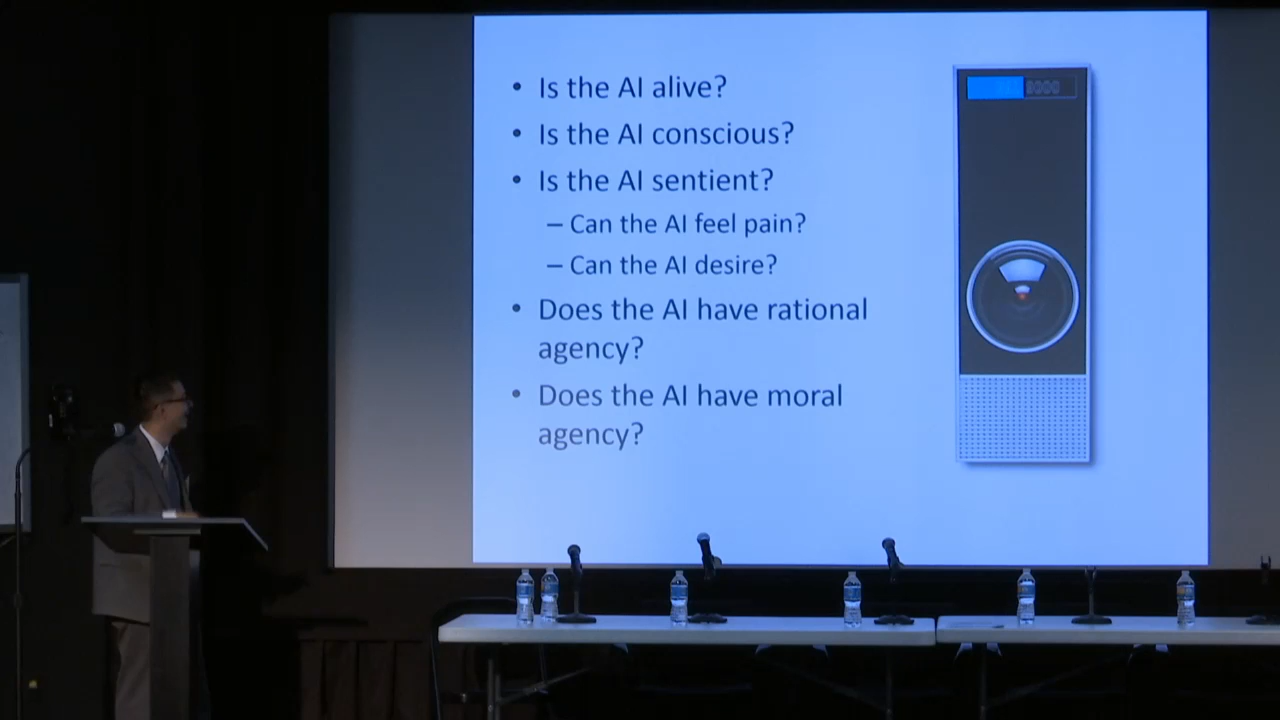 • Is the AI alive?
• Is the AI conscious?
• Is the AI sentient?
– Can the AI feel pain?
– Can the AI desire?
• Does the AI have rational
agency?
• Does the AI have moral
agency?
9000